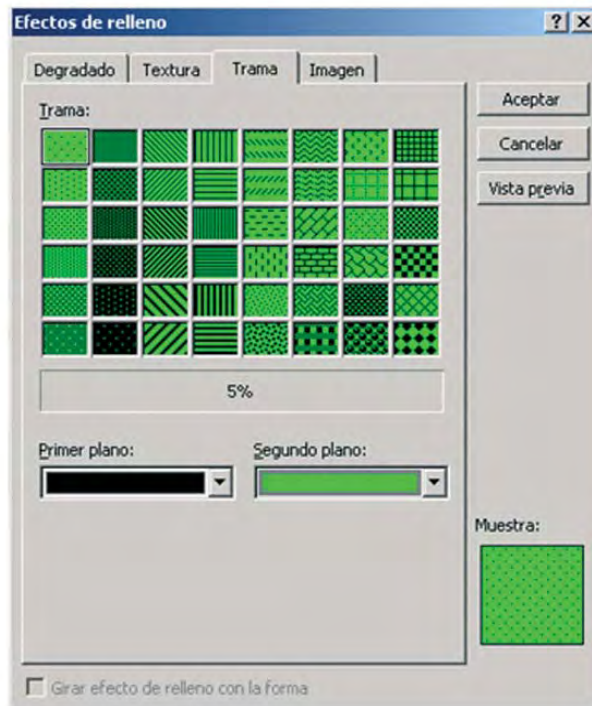 Efectos de relleno
Degradado Textura Trama Imagen
Aceptar
Trama:
Cancelar
Vista previa
5%
Primer plano: Segundo plano:
Muestra:
Girar efecto de relleno con la forma